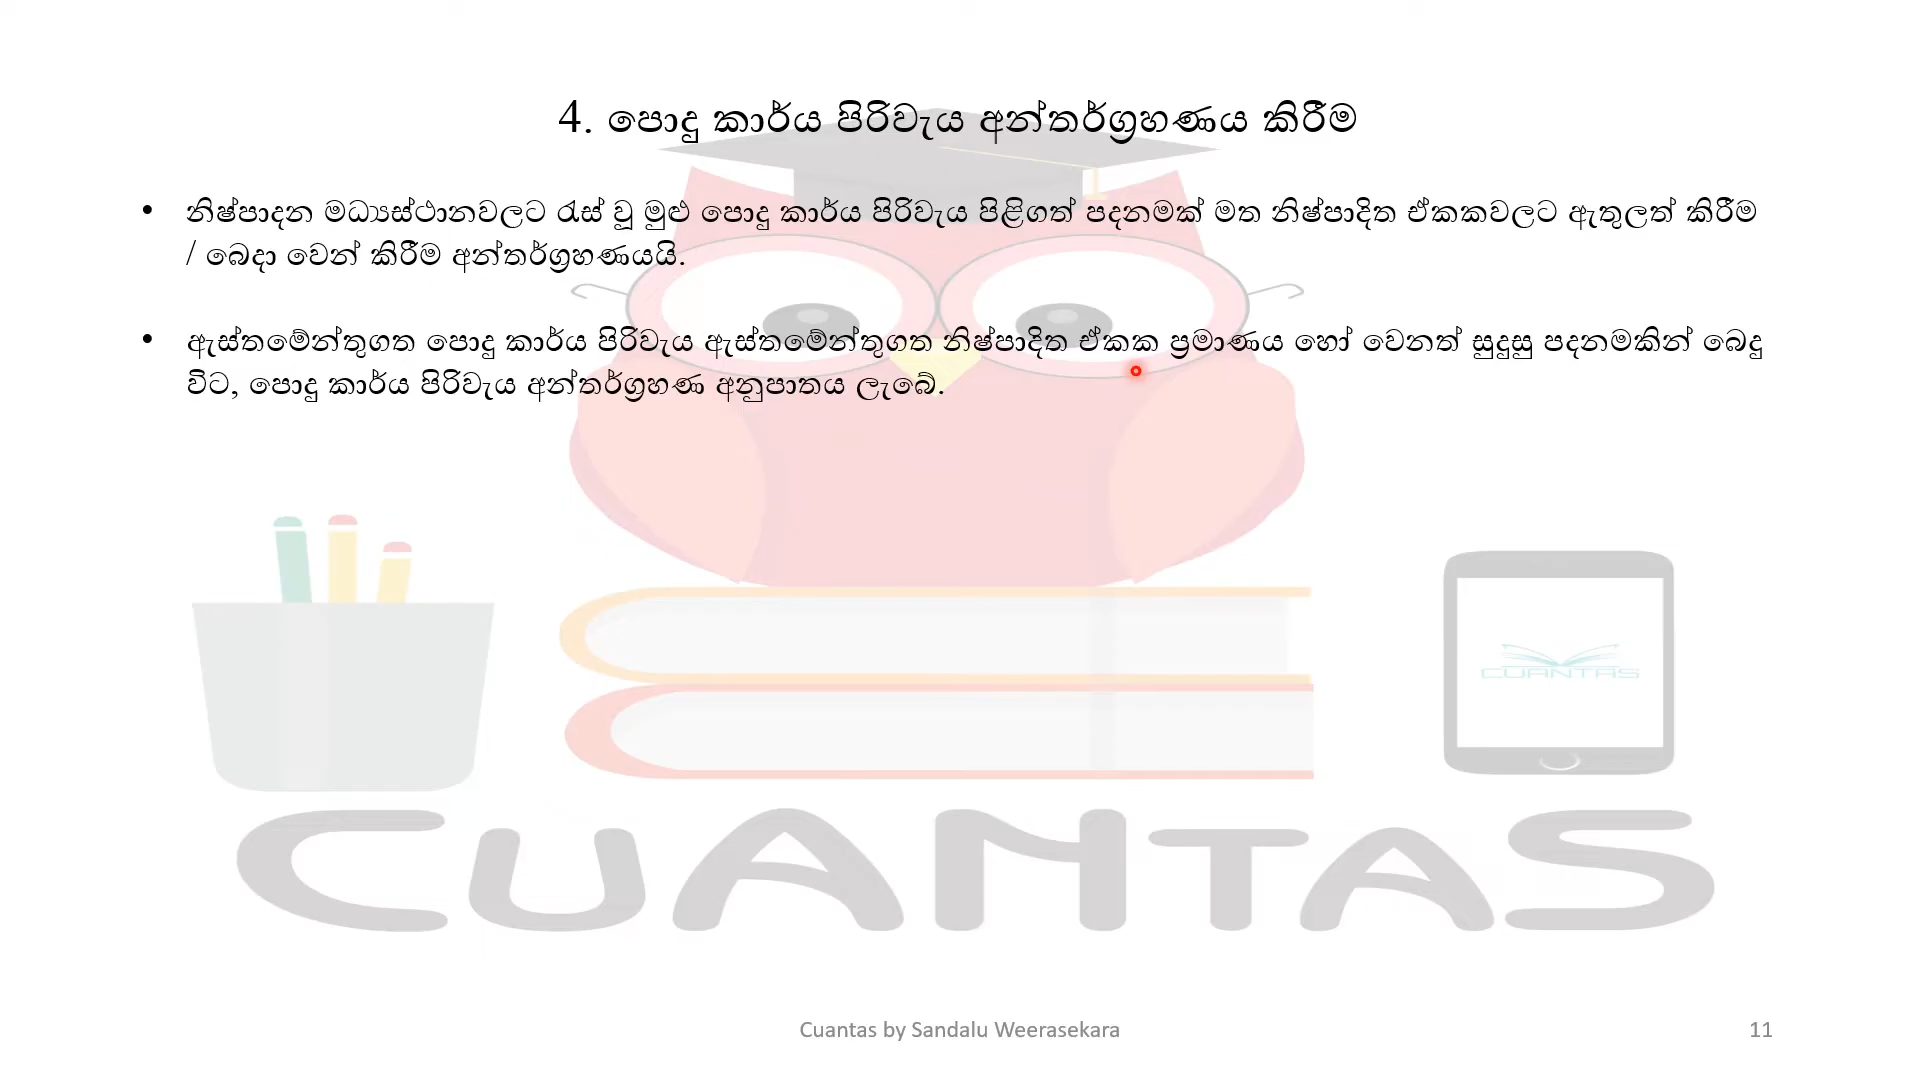 4. පොදු කාර්ය පිරිවැය අන්තර්ග්‍රහණය කිරීම
• නිෂ්පාදන මධ්‍යස්ථානවලට රැස් වූ මුළු පොදු කාර්ය පිරිවැය පිළිගත් පදනමක් මත නිෂ්පාදිත ඒකකවලට ඇතුලත් කිරීම
/ බෙදා වෙන් කිරීම අන්තර්ග්‍රහණයයි.
• ඇස්තමේන්තුගත පොදු කාර්ය පිරිවැය ඇස්තමේන්තුගත නිෂ්පාදිත ඒකක ප්‍රමාණය හෝ වෙනත් සුදුසු පදනමකින් බෙදු
විට, පොදු කාර්ය පිරිවැය අන්තර්ග්‍රහණ අනුපාතය ලැබේ.
CUANTAS
CUANTAS
Cuantas by Sandalu Weerasekara
11